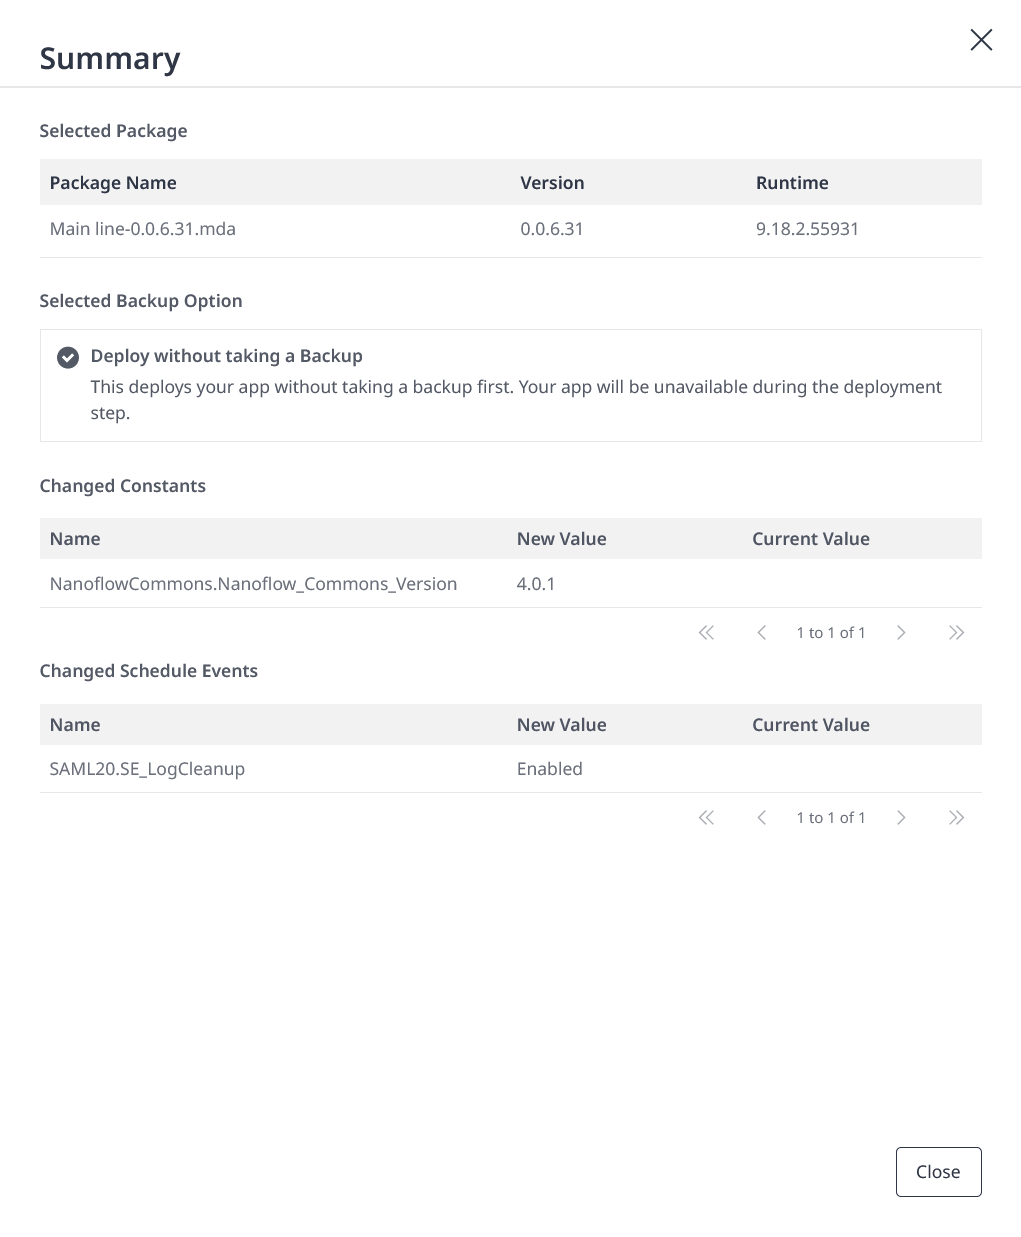 Summary
Selected Package
Package Name Version Runtime
Main line-0.0.6.31.mda 0.0.6.31 9.18.2.55931
Selected Backup Option
Deploy without taking a Backup
This deploys your app without taking a backup first. Your app will be unavailable during the deployment
step.
Changed Constants
Name New Value Current Value
NanoflowCommons.Nanoflow_Commons_Version 4.0.1
1 to 1 of 1
Changed Schedule Events
Name New Value Current Value
SAML20.SE_LogCleanup Enabled
1 to 1 of 1
Close